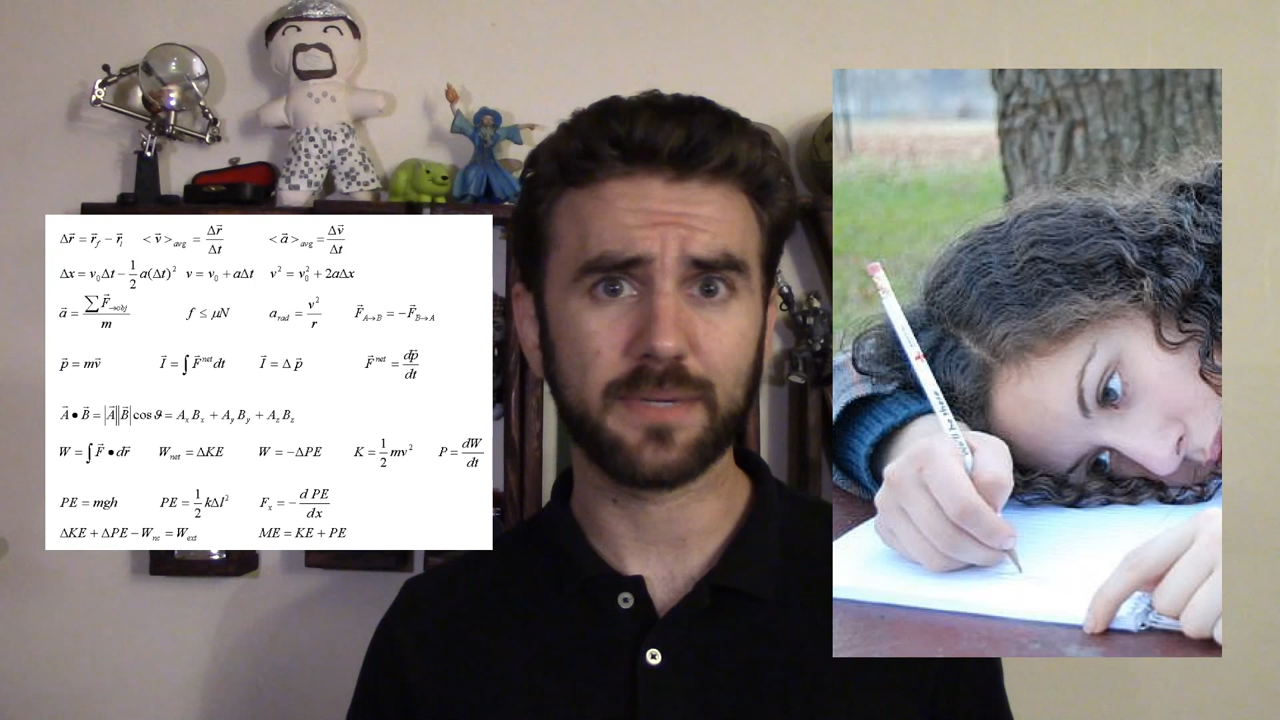 Δr⃗ = r⃗_f − r⃗_i   <v⃗>_avg = Δr⃗/Δt   <a⃗>_avg = Δv⃗/Δt
Δx = v₀Δt − ½a(Δt)²   v = v₀ + aΔt   v² = v₀² + 2aΔx
a⃗ = ∑F⃗_→obj/m   f ≤ μN   a_rad = v²/r   F⃗_A→B = −F⃗_B→A
p⃗ = mv⃗   I⃗ = ∫F⃗^net dt   I⃗ = Δp⃗   F⃗^net = dp⃗/dt
A⃗ • B⃗ = |A⃗||B⃗|cos ϑ = A_xB_x + A_yB_y + A_zB_z
W = ∫F⃗ • dr⃗   W_net = ΔKE   W = −ΔPE   K = ½mv²   P = dW/dt
PE = mgh   PE = ½kΔl²   F_x = −d PE/dx
ΔKE + ΔPE − W_nc = W_ext   ME = KE + PE